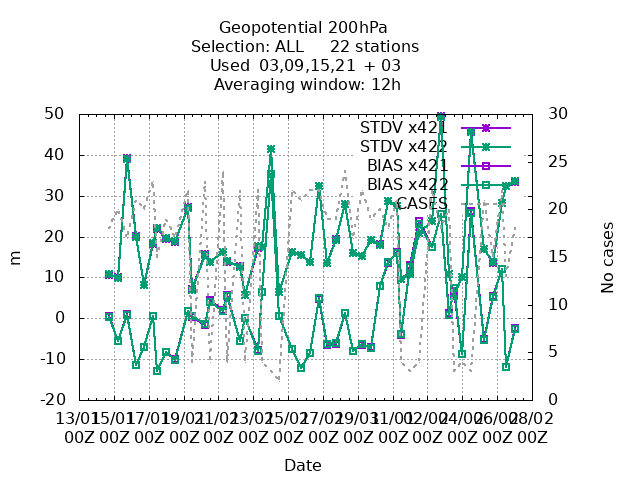 Geopotential 200hPa
Selection: ALL 22 stations
Used 03,09,15,21 + 03
Averaging window: 12h
50
40
30
20
10
0
-10
-20
m
30
25
20
15
10
5
0
No cases
STDV x421
STDV x422
BIAS x421
BIAS x422
CASES
13/01 15/01 17/01 19/01 21/01 23/01 25/01 27/01 29/01 31/01 02/02 04/02 06/02 08/02
00Z 00Z 00Z 00Z 00Z 00Z 00Z 00Z 00Z 00Z 00Z 00Z 00Z 00Z
Date